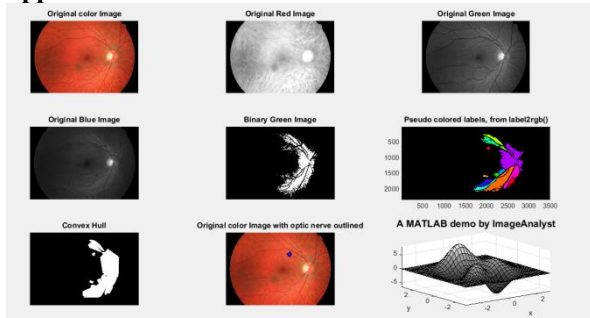 Original color Image
Original Red Image
Original Green Image
Original Blue Image
Binary Green Image
Pseudo colored labels, from label2rgb()
500
1000
1500
2000
500 1000 1500 2000 2500 3000 3500
Convex Hull
Original color Image with optic nerve outlined
A MATLAB demo by ImageAnalyst
5
0
-5
2
0
-2
y
-2
0
2
x